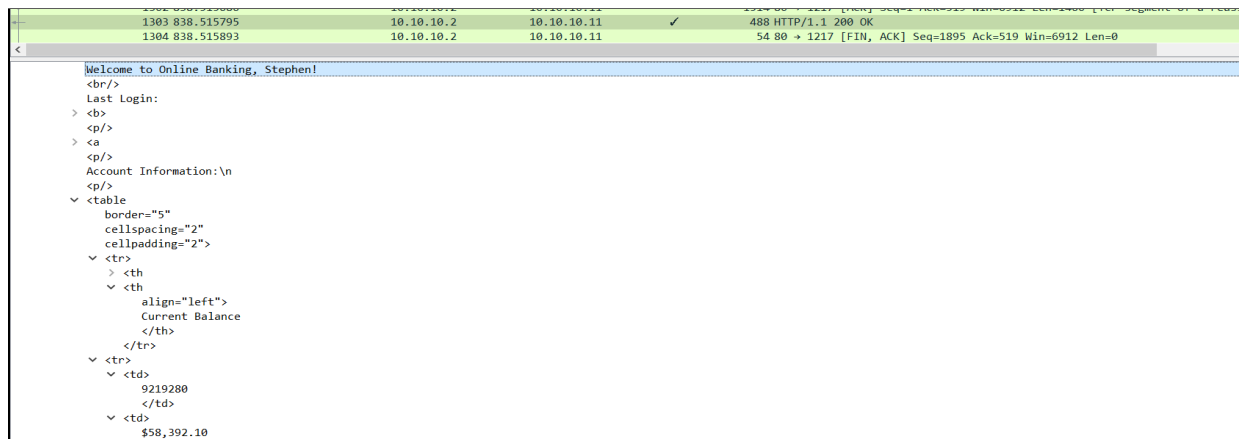 1303 838.515795 10.10.10.2 10.10.10.11 ✓ 488 HTTP/1.1 200 OK
1304 838.515893 10.10.10.2 10.10.10.11 54 80 → 1217 [FIN, ACK] Seq=1895 Ack=519 Win=6912 Len=0
Welcome to Online Banking, Stephen!
<br/>
Last Login:
<b>
<p/>
<a
<p/>
Account Information:\n
<p/>
<table
border="5"
cellspacing="2"
cellpadding="2">
<tr>
<th
<th
align="left">
Current Balance
</th>
</tr>
<tr>
<td>
9219280
</td>
<td>
$58,392.10